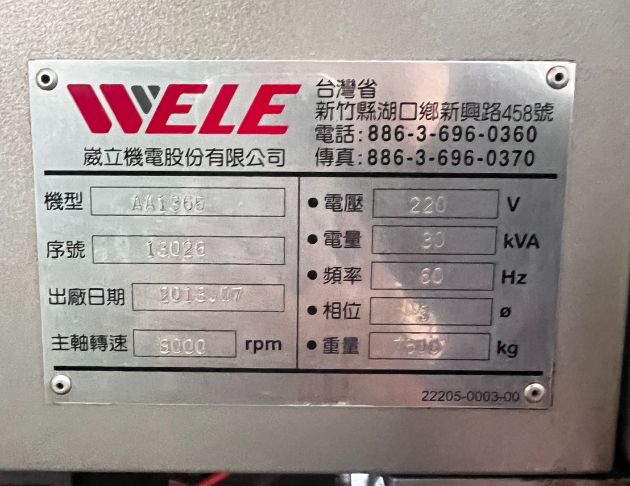 WELE
崴立機電股份有限公司
台灣省
新竹縣湖口鄉新興路458號
電話:886-3-696-0360
傳真:886-3-696-0370
機型 AA1365
序號 13026
出廠日期 2013.07
主軸轉速 8000 rpm
電壓 220 V
電量 30 kVA
頻率 60 Hz
相位 3 ø
重量 kg
22205-0003-00